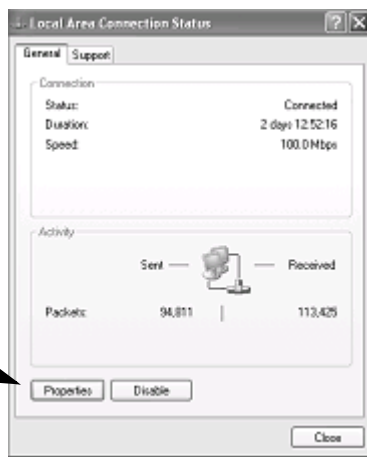 Local Area Connection Status
General Support
Connection
Status: Connected
Duration: 2 days 12:52:16
Speed: 100.0 Mbps
Activity
Sent — — Received
Packets: 94,811 | 113,425
Properties Disable
Close